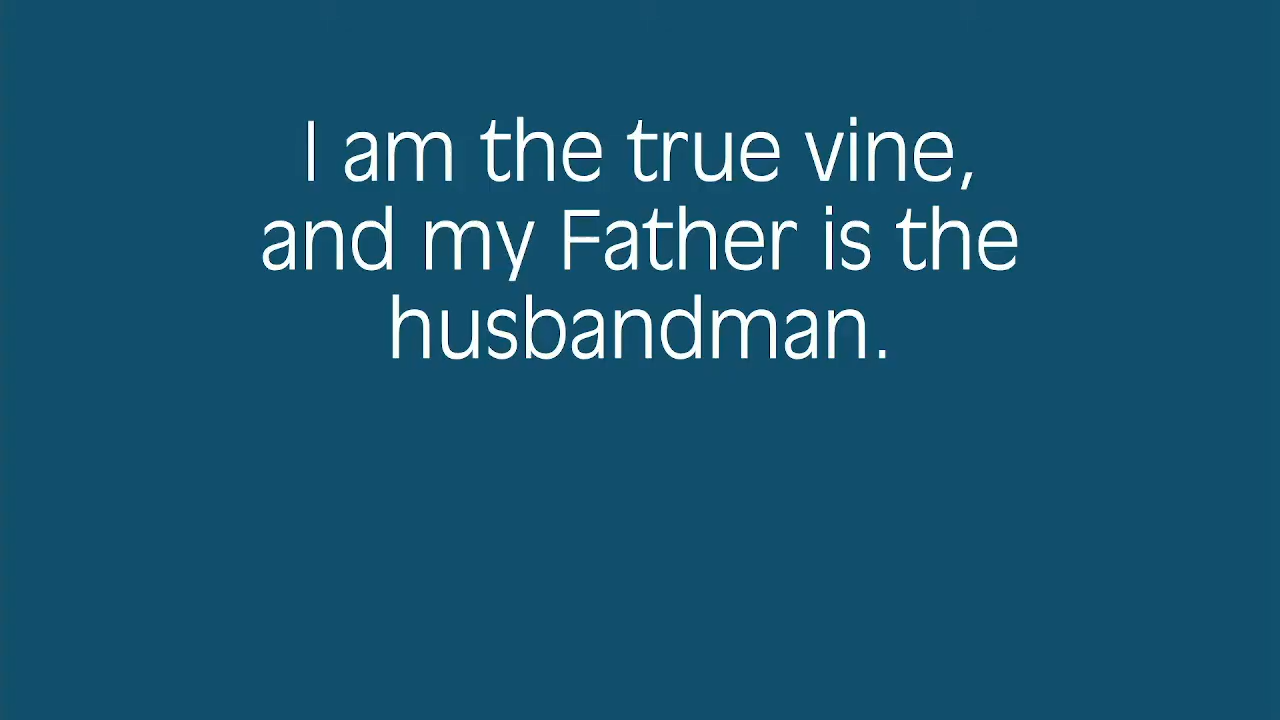 I am the true vine,
and my Father is the
husbandman.